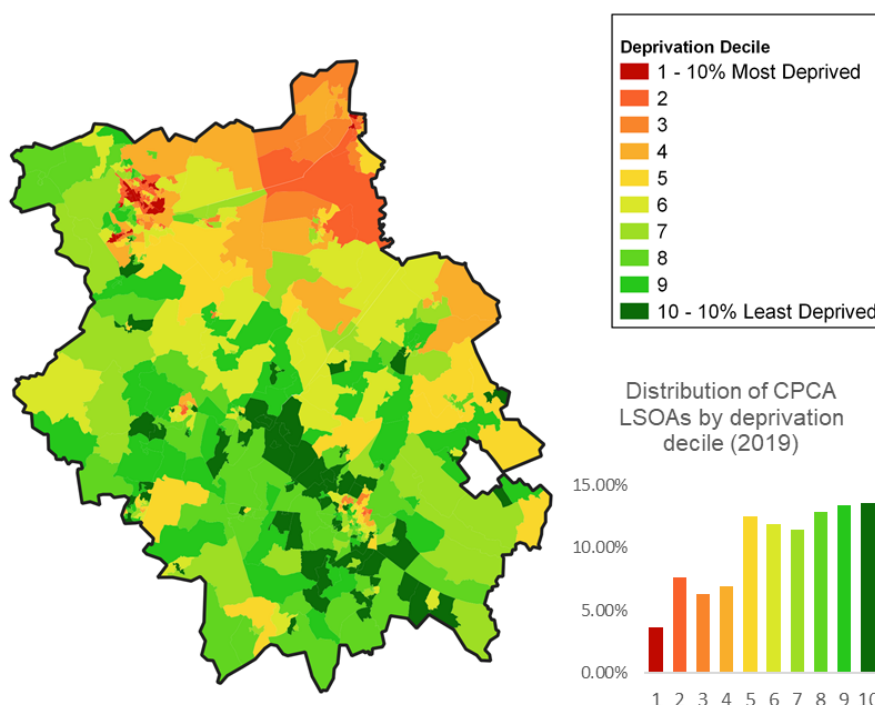 Deprivation Decile
1 - 10% Most Deprived
2
3
4
5
6
7
8
9
10 - 10% Least Deprived
Distribution of CPCA
LSOAs by deprivation
decile (2019)
15.00%
10.00%
5.00%
0.00%
1 2 3 4 5 6 7 8 9 10